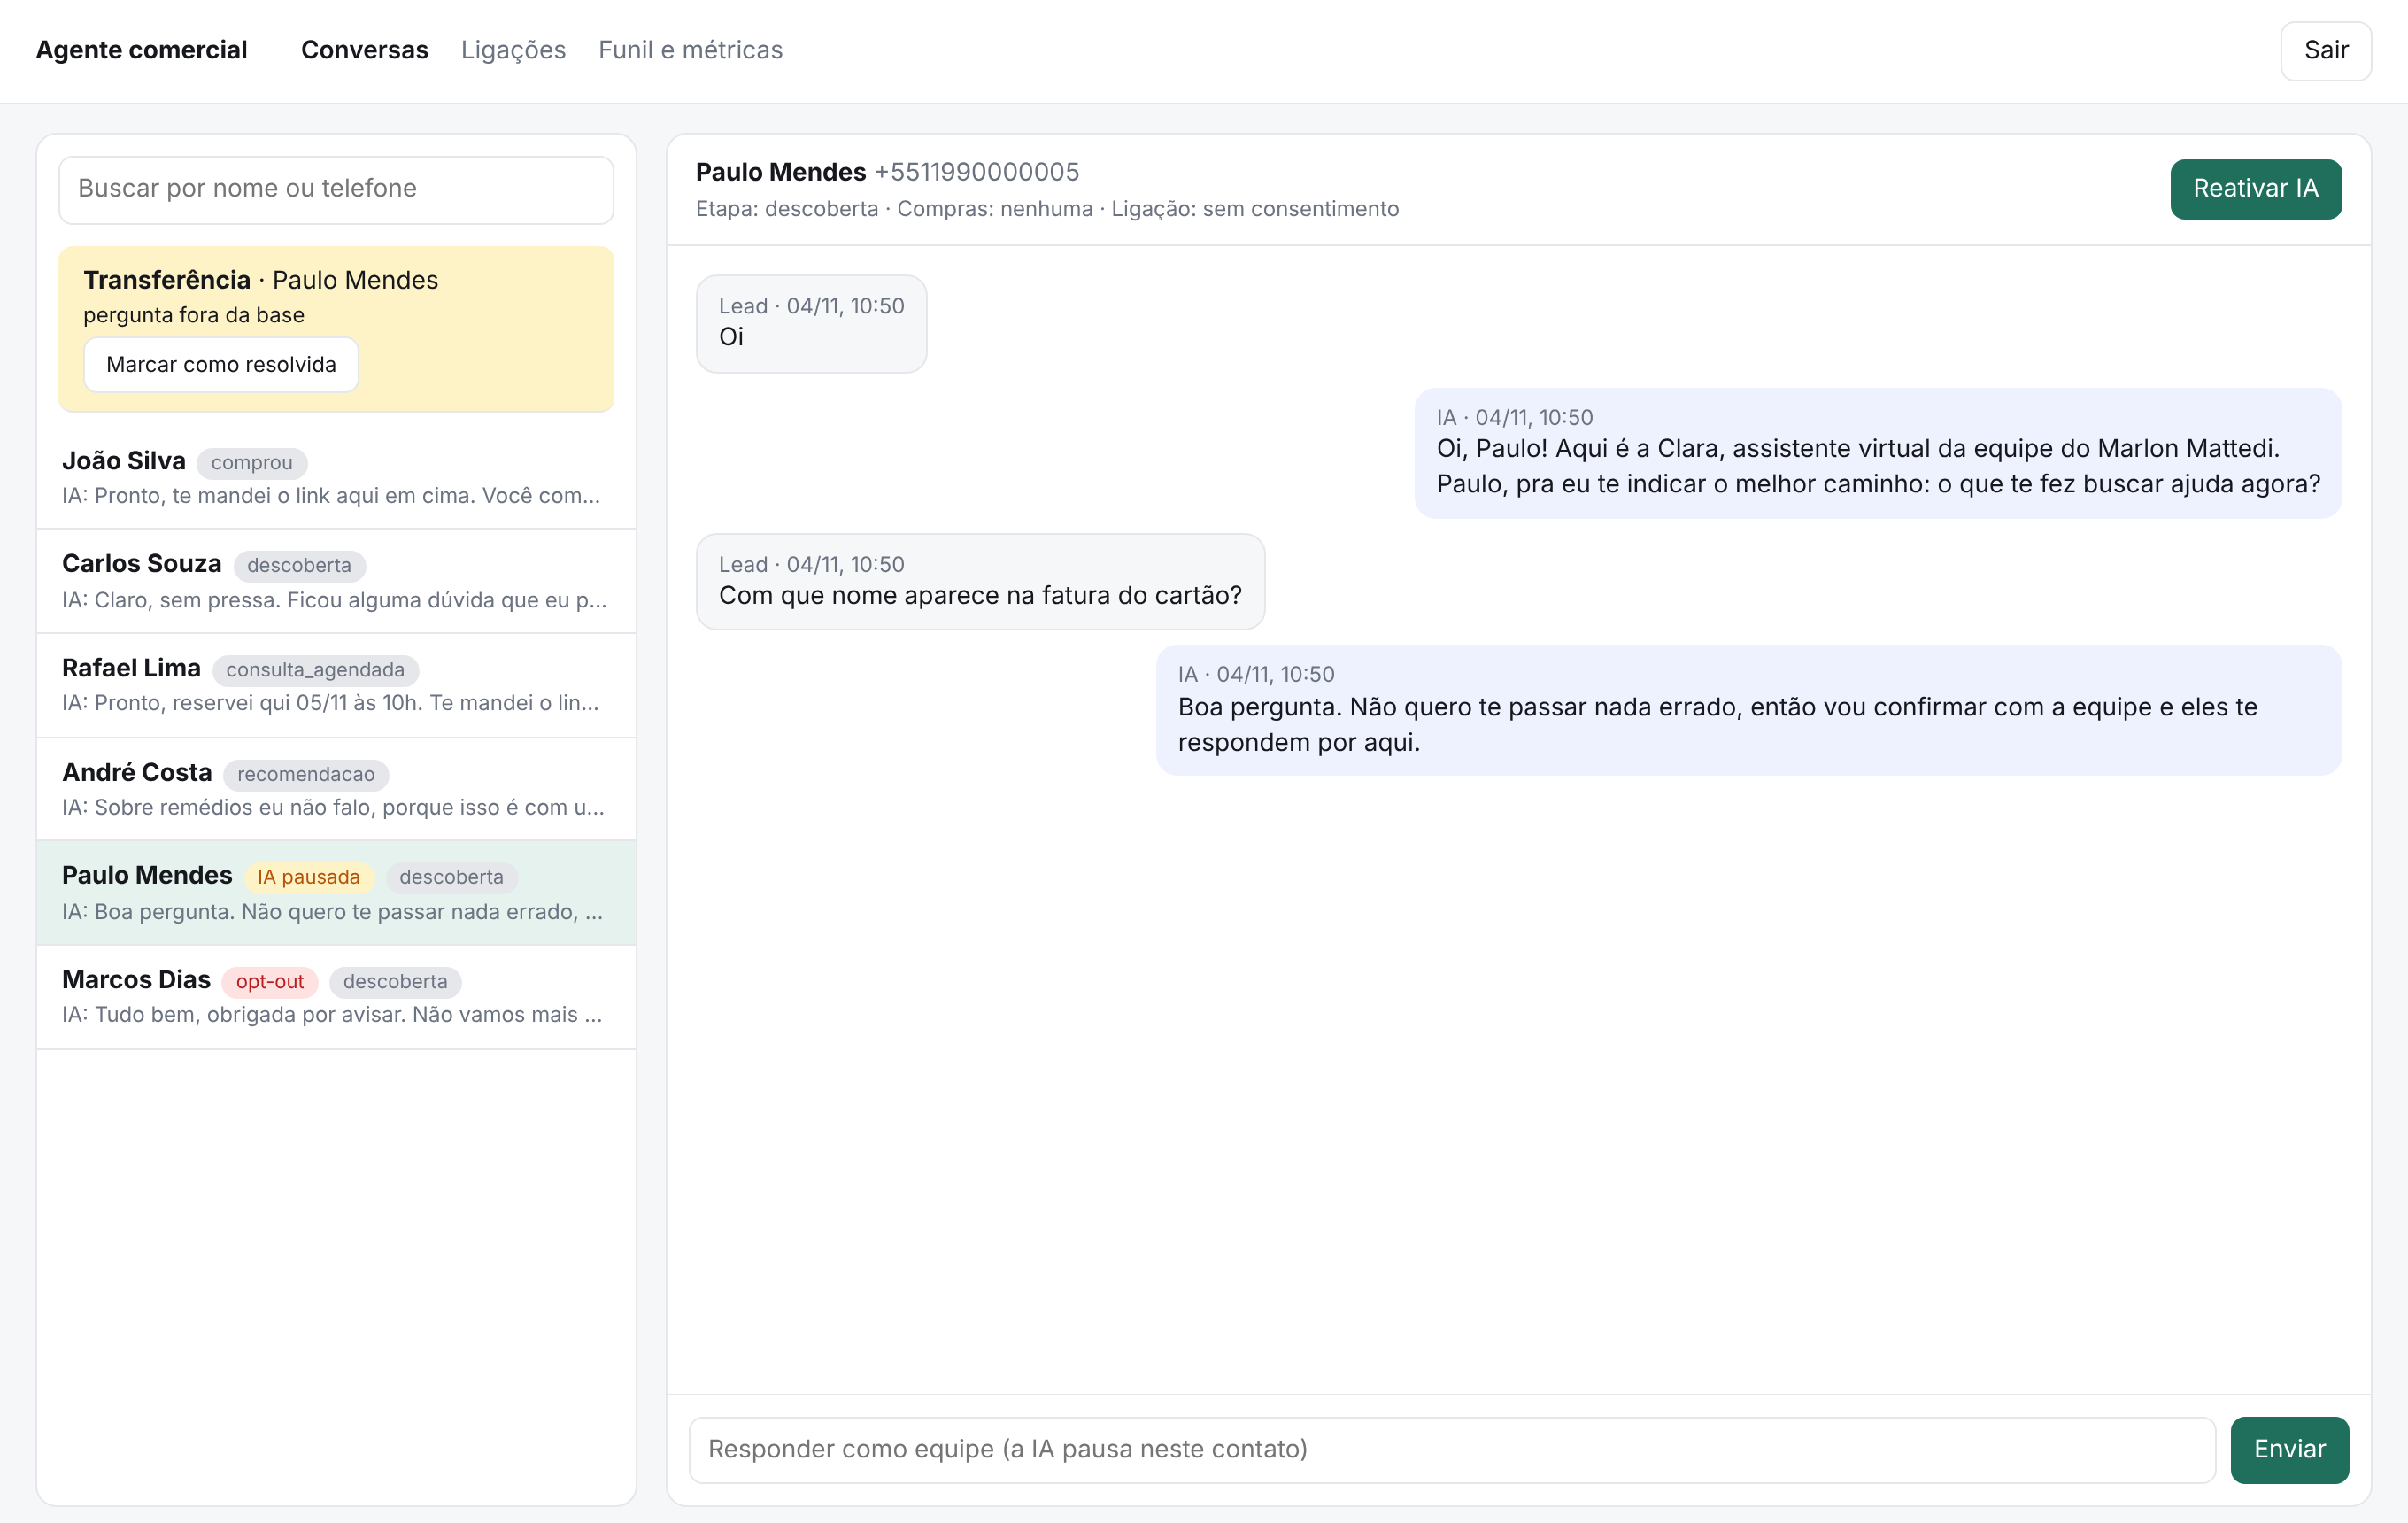 Agente comercial Conversas Ligações Funil e métricas Sair
Buscar por nome ou telefone
Transferência · Paulo Mendes
pergunta fora da base
Marcar como resolvida
João Silva comprou
IA: Pronto, te mandei o link aqui em cima. Você com...
Carlos Souza descoberta
IA: Claro, sem pressa. Ficou alguma dúvida que eu p...
Rafael Lima consulta_agendada
IA: Pronto, reservei qui 05/11 às 10h. Te mandei o lin...
André Costa recomendacao
IA: Sobre remédios eu não falo, porque isso é com u...
Paulo Mendes IA pausada descoberta
IA: Boa pergunta. Não quero te passar nada errado, ...
Marcos Dias opt-out descoberta
IA: Tudo bem, obrigada por avisar. Não vamos mais ...
Paulo Mendes +5511990000005
Etapa: descoberta · Compras: nenhuma · Ligação: sem consentimento
Reativar IA
Lead · 04/11, 10:50
Oi
IA · 04/11, 10:50
Oi, Paulo! Aqui é a Clara, assistente virtual da equipe do Marlon Mattedi.
Paulo, pra eu te indicar o melhor caminho: o que te fez buscar ajuda agora?
Lead · 04/11, 10:50
Com que nome aparece na fatura do cartão?
IA · 04/11, 10:50
Boa pergunta. Não quero te passar nada errado, então vou confirmar com a equipe e eles te
respondem por aqui.
Responder como equipe (a IA pausa neste contato)
Enviar